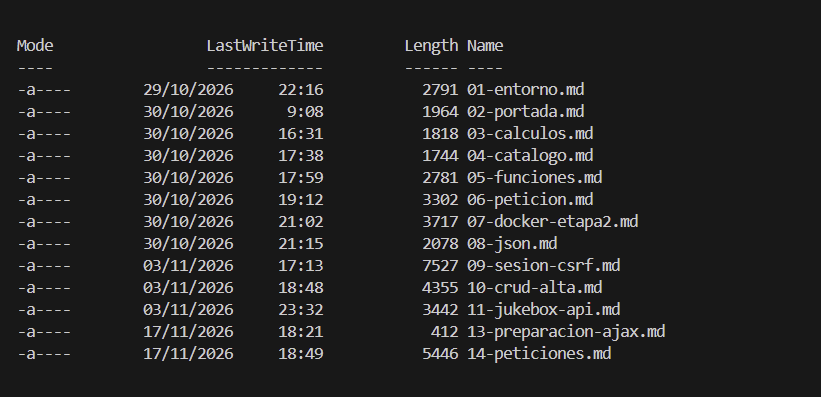 Mode                 LastWriteTime         Length Name
----                 -------------         ------ ----
-a----        29/10/2026     22:16           2791 01-entorno.md
-a----        30/10/2026      9:08           1964 02-portada.md
-a----        30/10/2026     16:31           1818 03-calculos.md
-a----        30/10/2026     17:38           1744 04-catalogo.md
-a----        30/10/2026     17:59           2781 05-funciones.md
-a----        30/10/2026     19:12           3302 06-peticion.md
-a----        30/10/2026     21:02           3717 07-docker-etapa2.md
-a----        30/10/2026     21:15           2078 08-json.md
-a----        03/11/2026     17:13           7527 09-sesion-csrf.md
-a----        03/11/2026     18:48           4355 10-crud-alta.md
-a----        03/11/2026     23:32           3442 11-jukebox-api.md
-a----        17/11/2026     18:21            412 13-preparacion-ajax.md
-a----        17/11/2026     18:49           5446 14-peticiones.md